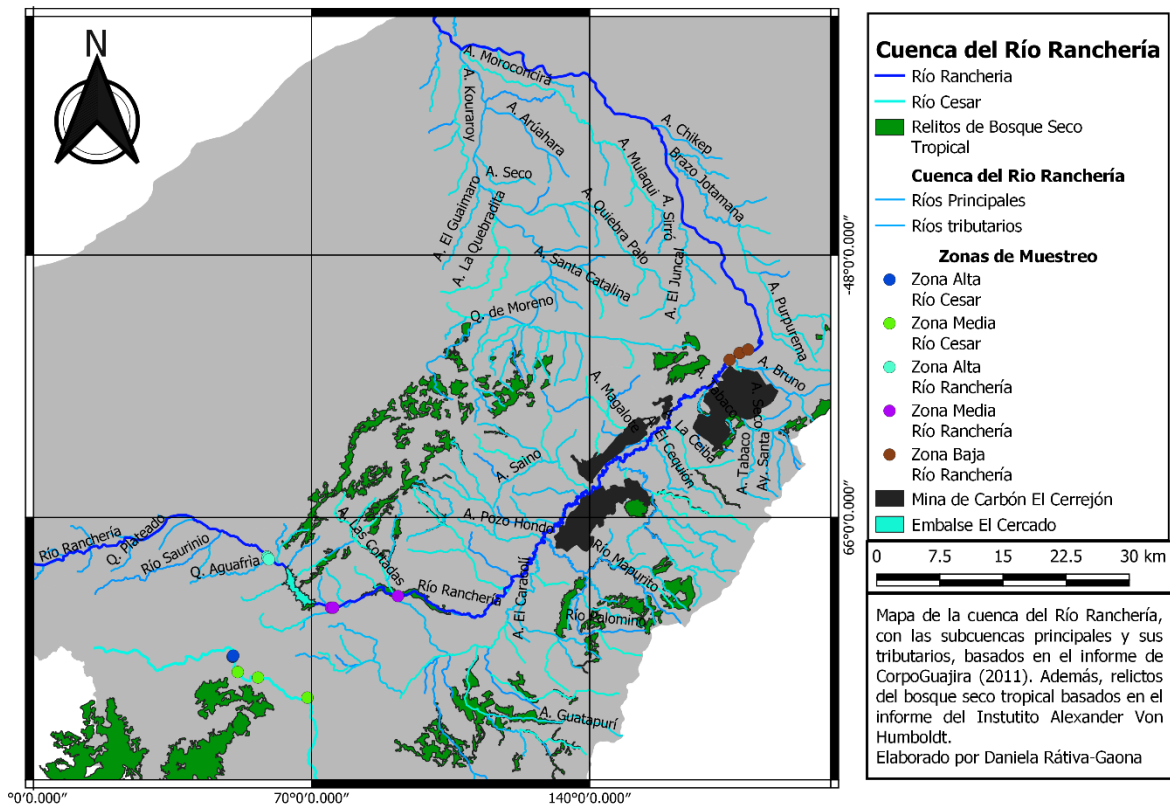 N
A. Moroconcira
A. Kouraroy
A. Arúahara
A. Chikep
Brazo Jotamana
A. Mulaqui
A. Seco
A. El Guaimaro
A. La Quebradita
A. Quiebra Palo
A. Sirró
A. Santa Catalina
A. El Juncal
A. Purpurema
Q. de Moreno
A. Bruno
A. Tabaco
A. Seco
A. Magalote
La Ceiba
El Cequión
A. Tabaco
Ay. Santa
A. Saino
A. Pozo Hondo
A. Las Coñadas
Río Ranchería
Q. Plateado
Río Saurinio
Q. Aguafria
Río Ranchería
A. El Caracolí
Río Mapurito
Río Palomino
A. Guatapurí
-48°0'0.000"
66°0'0.000"
°0'0.000"
70°0'0.000"
140°0'0.000"
Cuenca del Río Ranchería
Río Rancheria
Río Cesar
Relitos de Bosque Seco
Tropical
Cuenca del Rio Ranchería
Ríos Principales
Ríos tributarios
Zonas de Muestreo
Zona Alta
Río Cesar
Zona Media
Río Cesar
Zona Alta
Río Ranchería
Zona Media
Río Ranchería
Zona Baja
Río Ranchería
Mina de Carbón El Cerrejón
Embalse El Cercado
0 7.5 15 22.5 30 km
Mapa de la cuenca del Río Ranchería,
con las subcuencas principales y sus
tributarios, basados en el informe de
CorpoGuajira (2011). Además, relictos
del bosque seco tropical basados en el
informe del Instutito Alexander Von
Humboldt.
Elaborado por Daniela Rátiva-Gaona